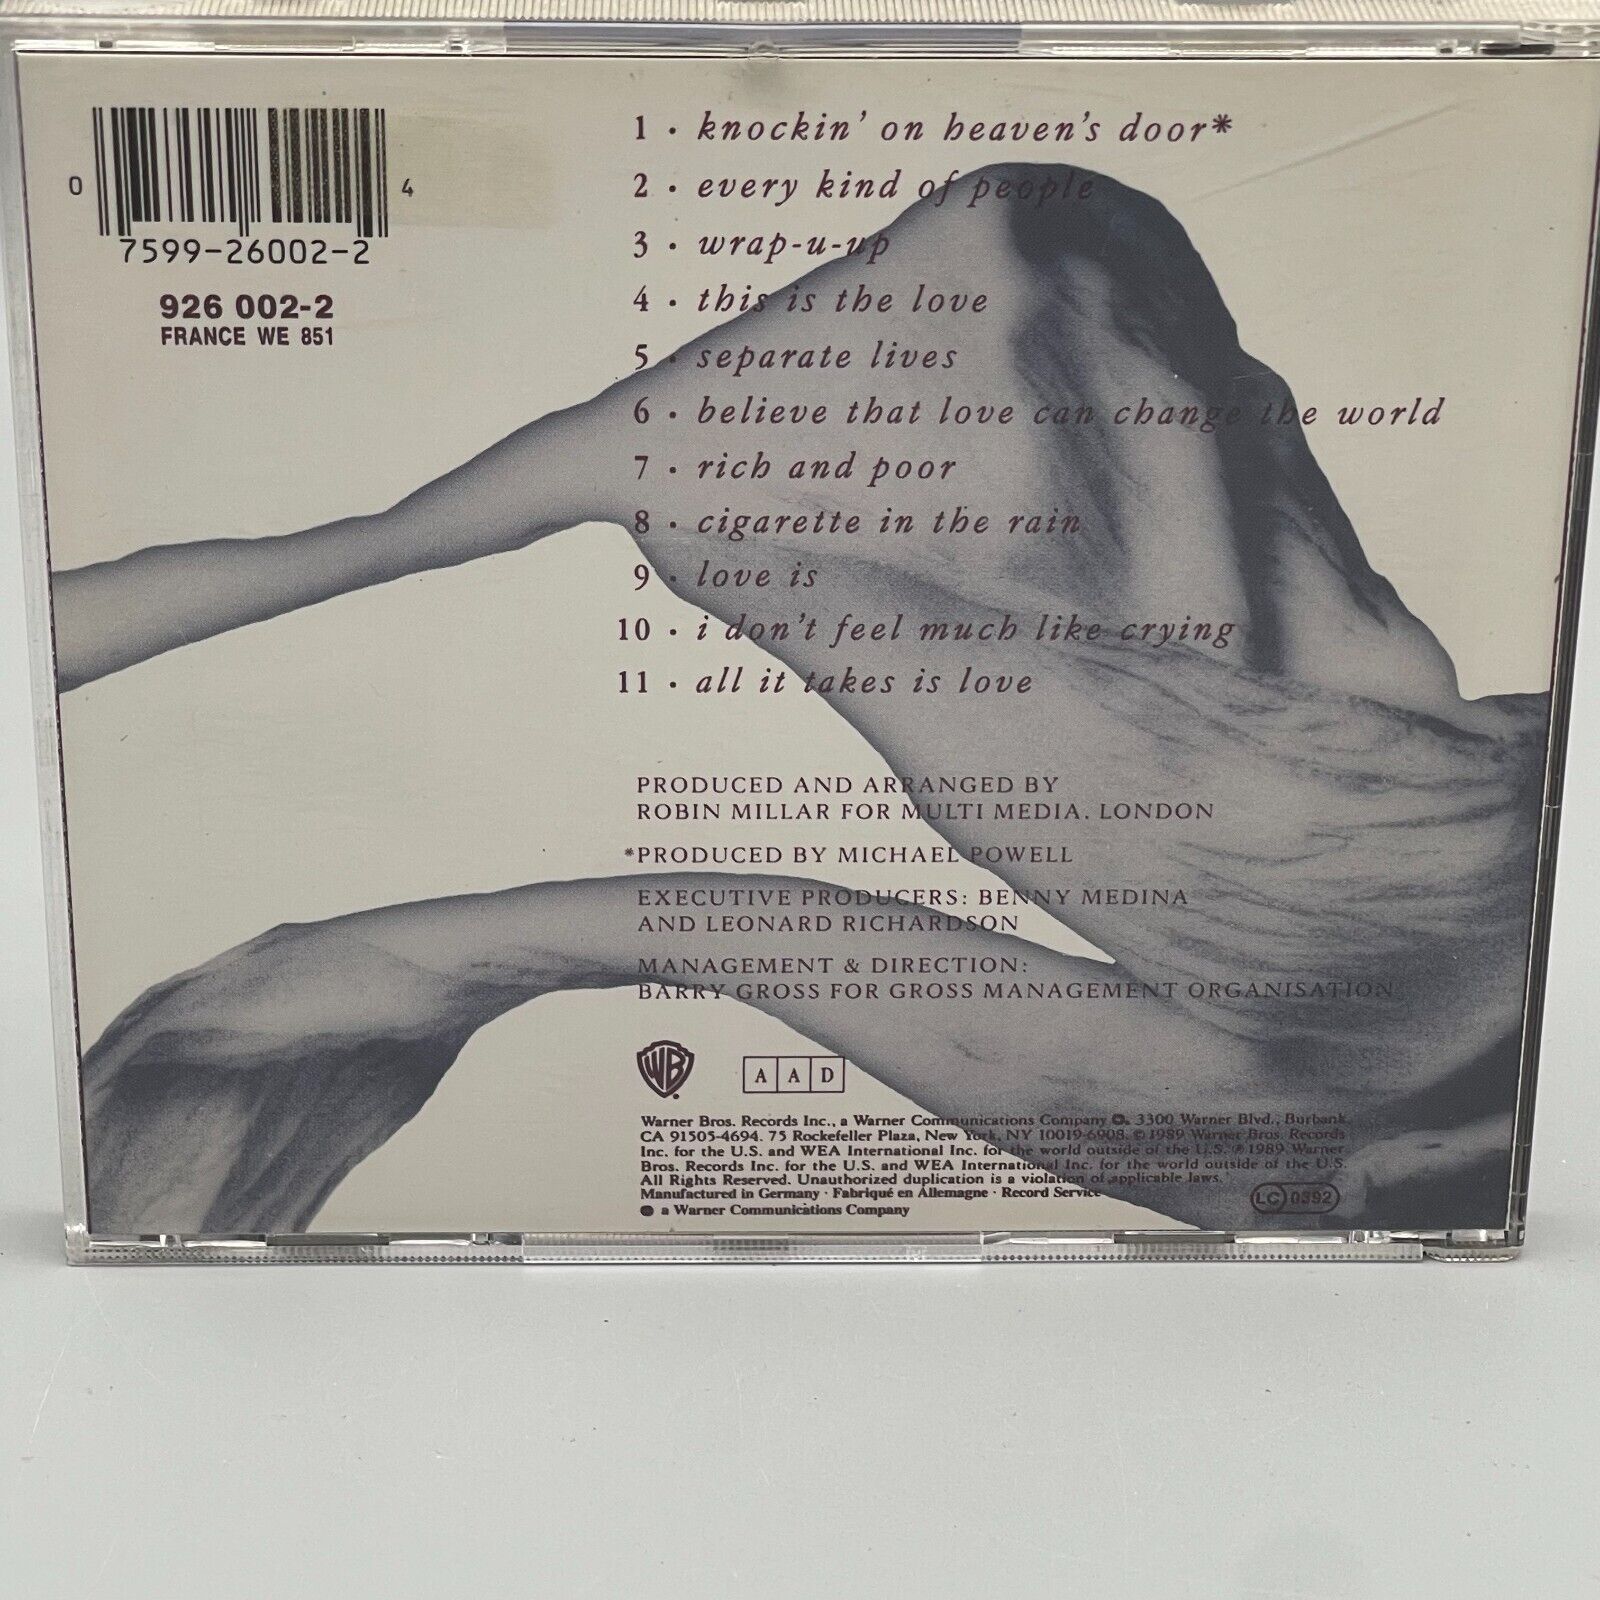 0 7599-26002-2 4
926 002-2
FRANCE WE 851
1 · knockin' on heaven's door*
2 · every kind of people
3 · wrap-u-up
4 · this is the love
5 · separate lives
6 · believe that love can change the world
7 · rich and poor
8 · cigarette in the rain
9 · love is
10 · i don't feel much like crying
11 · all it takes is love
PRODUCED AND ARRANGED BY
ROBIN MILLAR FOR MULTI MEDIA. LONDON
*PRODUCED BY MICHAEL POWELL
EXECUTIVE PRODUCERS: BENNY MEDINA
AND LEONARD RICHARDSON
MANAGEMENT & DIRECTION:
BARRY GROSS FOR GROSS MANAGEMENT ORGANISATION
WB
A A D
Warner Bros. Records Inc., a Warner Communications Company. 3300 Warner Blvd., Burbank,
CA 91505-4694. 75 Rockefeller Plaza, New York, NY 10019-6908. © 1989 Warner Bros. Records
Inc. for the U.S. and WEA International Inc. for the world outside of the U.S. ℗ 1989 Warner
Bros. Records Inc. for the U.S. and WEA International Inc. for the world outside of the U.S.
All Rights Reserved. Unauthorized duplication is a violation of applicable laws.
Manufactured in Germany · Fabriqué en Allemagne · Record Service
a Warner Communications Company
LC 0392